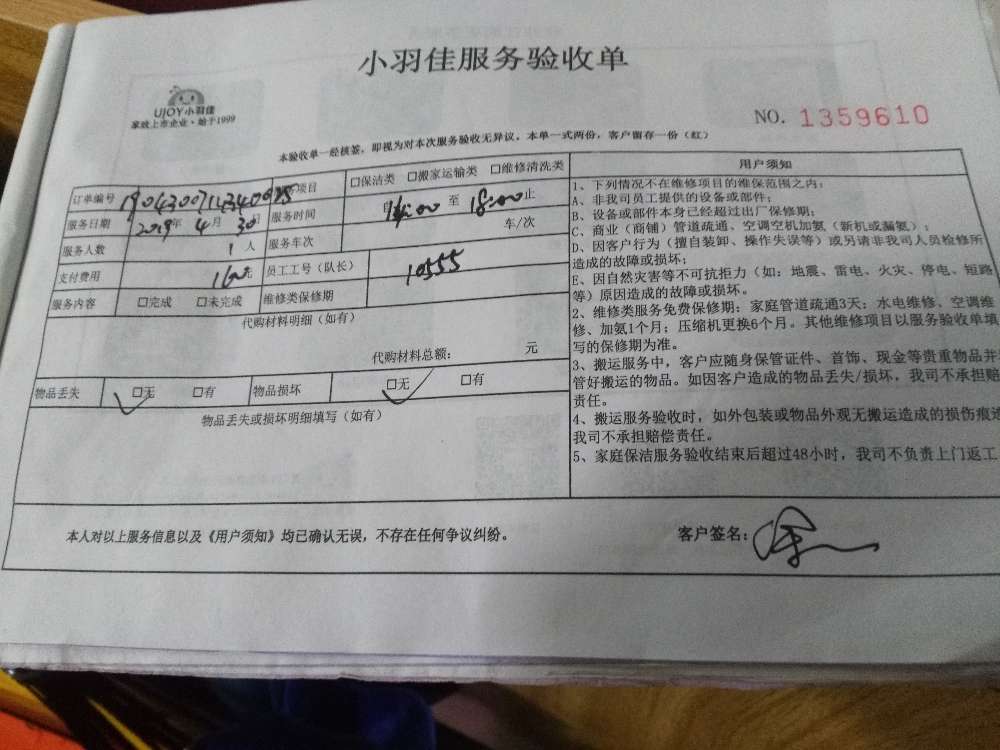 小羽佳服务验收单
UJOY小羽佳
家政上市企业·始于1999
NO. 1359610
本验收单一经核签,即视为对本次服务验收无异议。本单一式两份,客户留存一份(红)
订单编号 项目 □保洁类 □搬家运输类 □维修清洗类
服务日期 2019年 4月 30日 服务时间 自14:00 至 18:00止
服务人数 1 人 服务车次 车/次
支付费用 元 员工工号(队长) 10555
服务内容 □完成 □未完成 维修类保修期
代购材料明细(如有)
代购材料总额: 元
物品丢失 □无 □有 物品损坏 □无 □有
物品丢失或损坏明细填写(如有)
用户须知
1、下列情况不在维修项目的维保范围之内:
A、非我司员工提供的设备或部件;
B、设备或部件本身已经超过出厂保修期;
C、商业(商铺)管道疏通、空调空机加氨(新机或漏氨);
D、因客户行为(擅自装卸、操作失误等)或另请非我司人员检修所
造成的故障或损坏;
E、因自然灾害等不可抗拒力(如:地震、雷电、火灾、停电、短路
等)原因造成的故障或损坏。
2、维修类服务免费保修期:家庭管道疏通3天;水电维修、空调维
修、加氨1个月;压缩机更换6个月。其他维修项目以服务验收单填
写的保修期为准。
3、搬运服务中,客户应随身保管证件、首饰、现金等贵重物品并
管好搬运的物品。如因客户造成的物品丢失/损坏,我司不承担赔
责任。
4、搬运服务验收时,如外包装或物品外观无搬运造成的损伤痕迹
我司不承担赔偿责任。
5、家庭保洁服务验收结束后超过48小时,我司不负责上门返工
本人对以上服务信息以及《用户须知》均已确认无误,不存在任何争议纠纷。 客户签名: